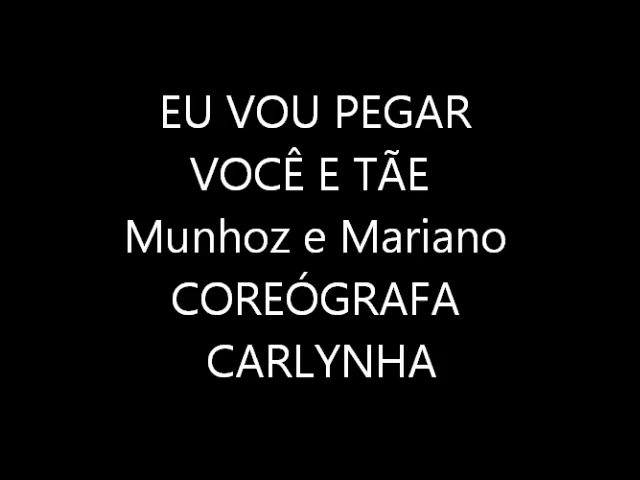 EU VOU PEGAR
VOCÊ E TÃE
Munhoz e Mariano
COREÓGRAFA
CARLYNHA